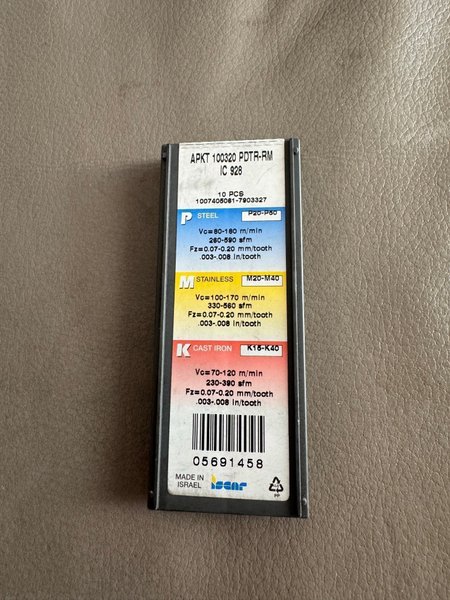 APKT 100320 PDTR-RM
IC 928
10 PCS
1007405081-7903327
P STEEL P20-P50
Vc=80-180 m/min
260-590 sfm
Fz=0.07-0.20 mm/tooth
.003-.008 in/tooth
M STAINLESS M20-M40
Vc=100-170 m/min
330-560 sfm
Fz=0.07-0.20 mm/tooth
.003-.008 in/tooth
K CAST IRON K15-K40
Vc=70-120 m/min
230-390 sfm
Fz=0.07-0.20 mm/tooth
.003-.008 in/tooth
05691458
MADE IN
ISRAEL
iscar
PP